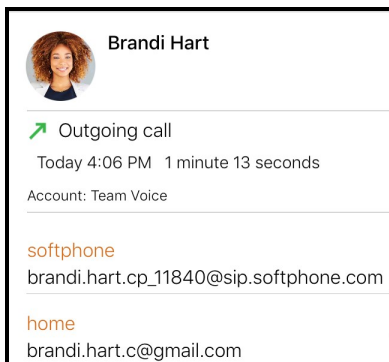 Brandi Hart
Outgoing call
Today 4:06 PM 1 minute 13 seconds
Account: Team Voice
softphone
brandi.hart.cp_11840@sip.softphone.com
home
brandi.hart.c@gmail.com